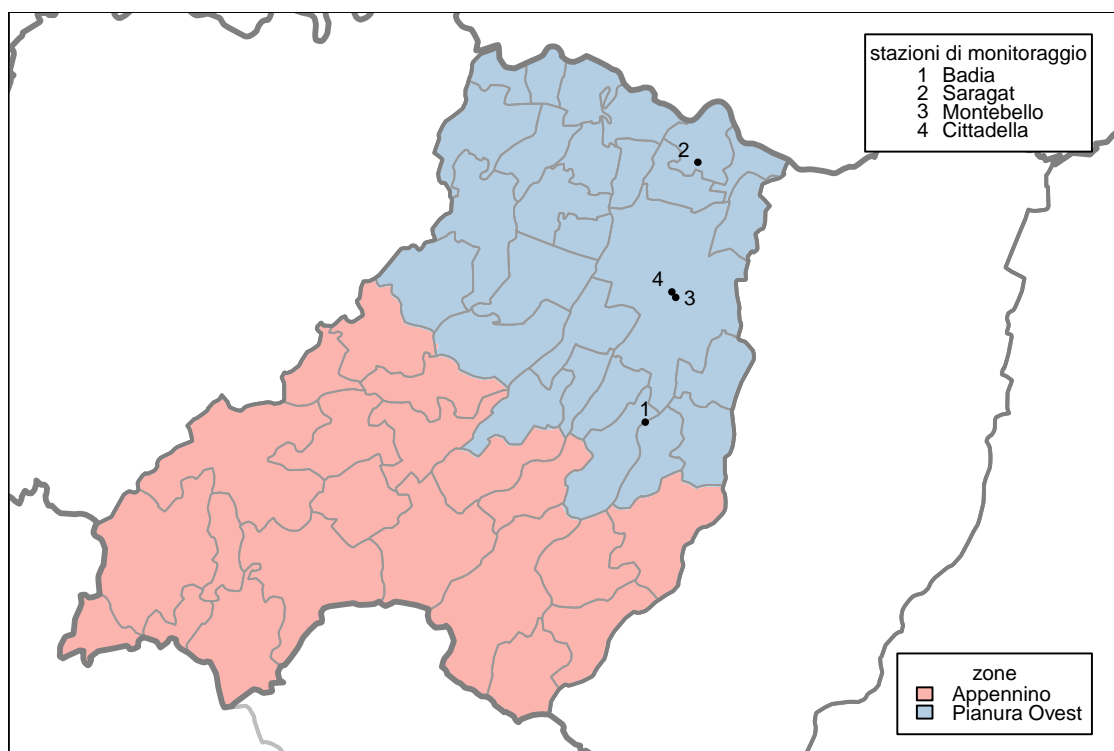 stazioni di monitoraggio
1 Badia
2 Saragat
3 Montebello
4 Cittadella
2
4
3
1
zone
Appennino
Pianura Ovest